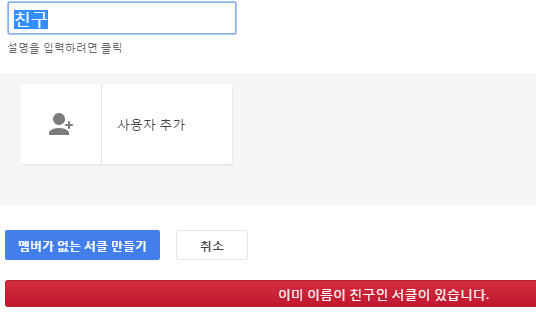 친구
설명을 입력하려면 클릭
사용자 추가
멤버가 없는 서클 만들기
취소
이미 이름이 친구인 서클이 있습니다.